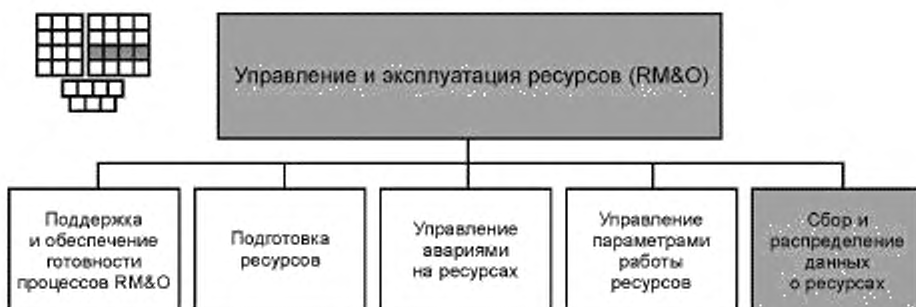 Управление и эксплуатация ресурсов (RM&O)
Поддержка
и обеспечение
готовности
процессов RM&O
Подготовка
ресурсов
Управление
авариями
на ресурсах
Управление
параметрами
работы
ресурсов
Сбор и
распределение
данных
о ресурсах